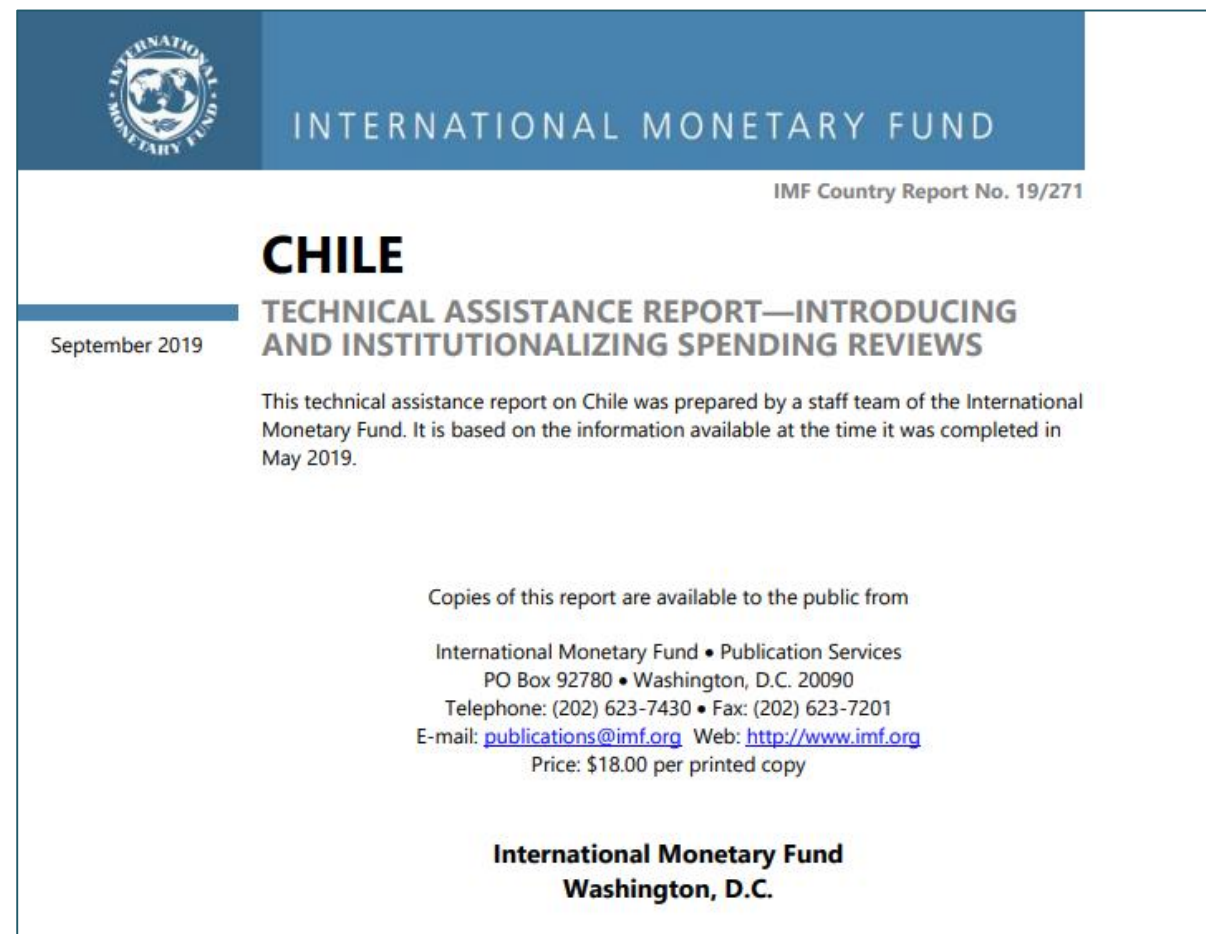 INTERNATIONAL MONETARY FUND
INTERNATIONAL MONETARY FUND
IMF Country Report No. 19/271
CHILE
TECHNICAL ASSISTANCE REPORT—INTRODUCING
AND INSTITUTIONALIZING SPENDING REVIEWS
September 2019
This technical assistance report on Chile was prepared by a staff team of the International
Monetary Fund. It is based on the information available at the time it was completed in
May 2019.
Copies of this report are available to the public from
International Monetary Fund • Publication Services
PO Box 92780 • Washington, D.C. 20090
Telephone: (202) 623-7430 • Fax: (202) 623-7201
E-mail: publications@imf.org Web: http://www.imf.org
Price: $18.00 per printed copy
International Monetary Fund
Washington, D.C.